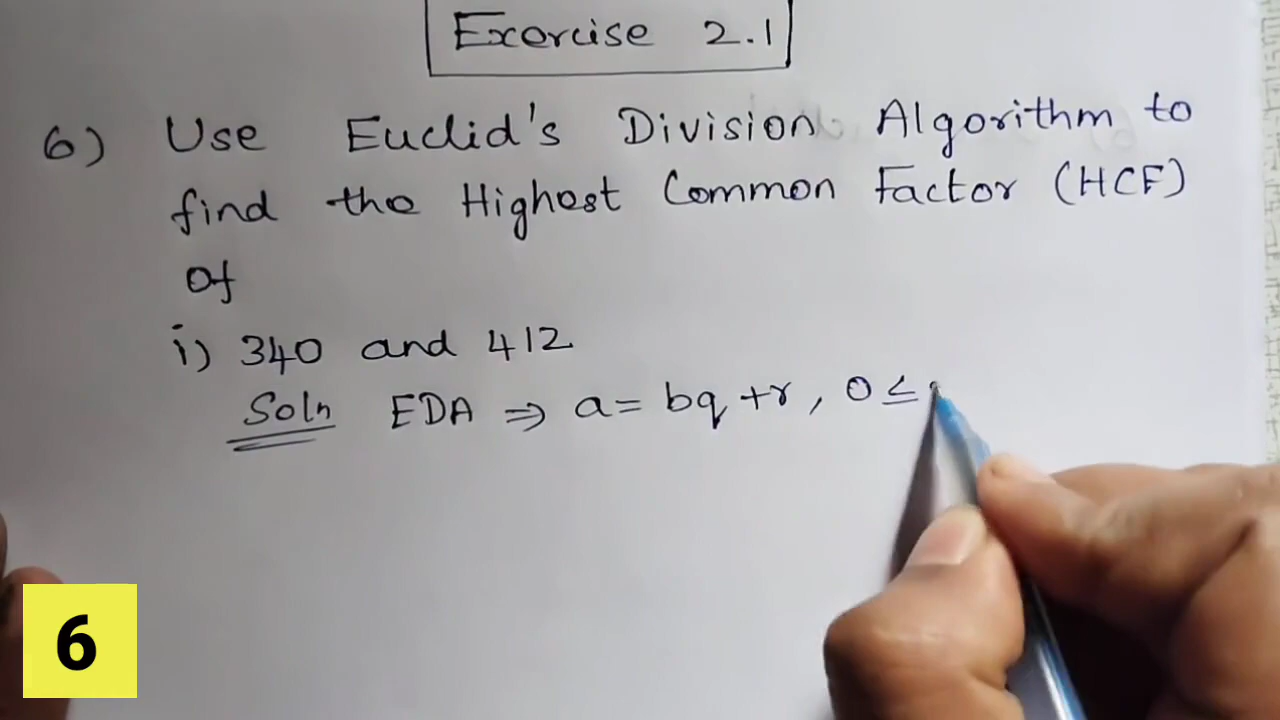 Exercise 2.1
6) Use Euclid's Division Algorithm to
find the Highest Common Factor (HCF)
of
i) 340 and 412
Soln EDA ⇒ a = bq + r, 0 ≤
6